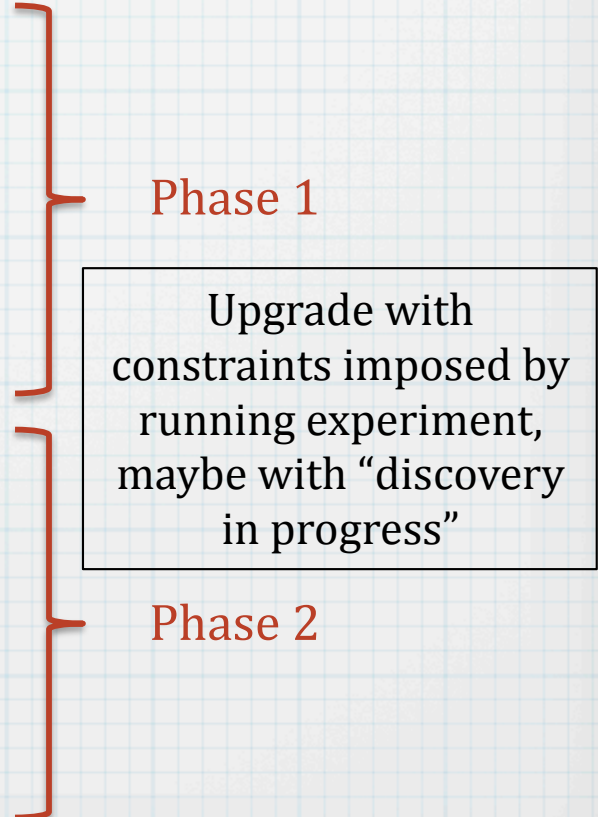 Phase 1
Upgrade with
constraints imposed by
running experiment,
maybe with “discovery
in progress”
Phase 2